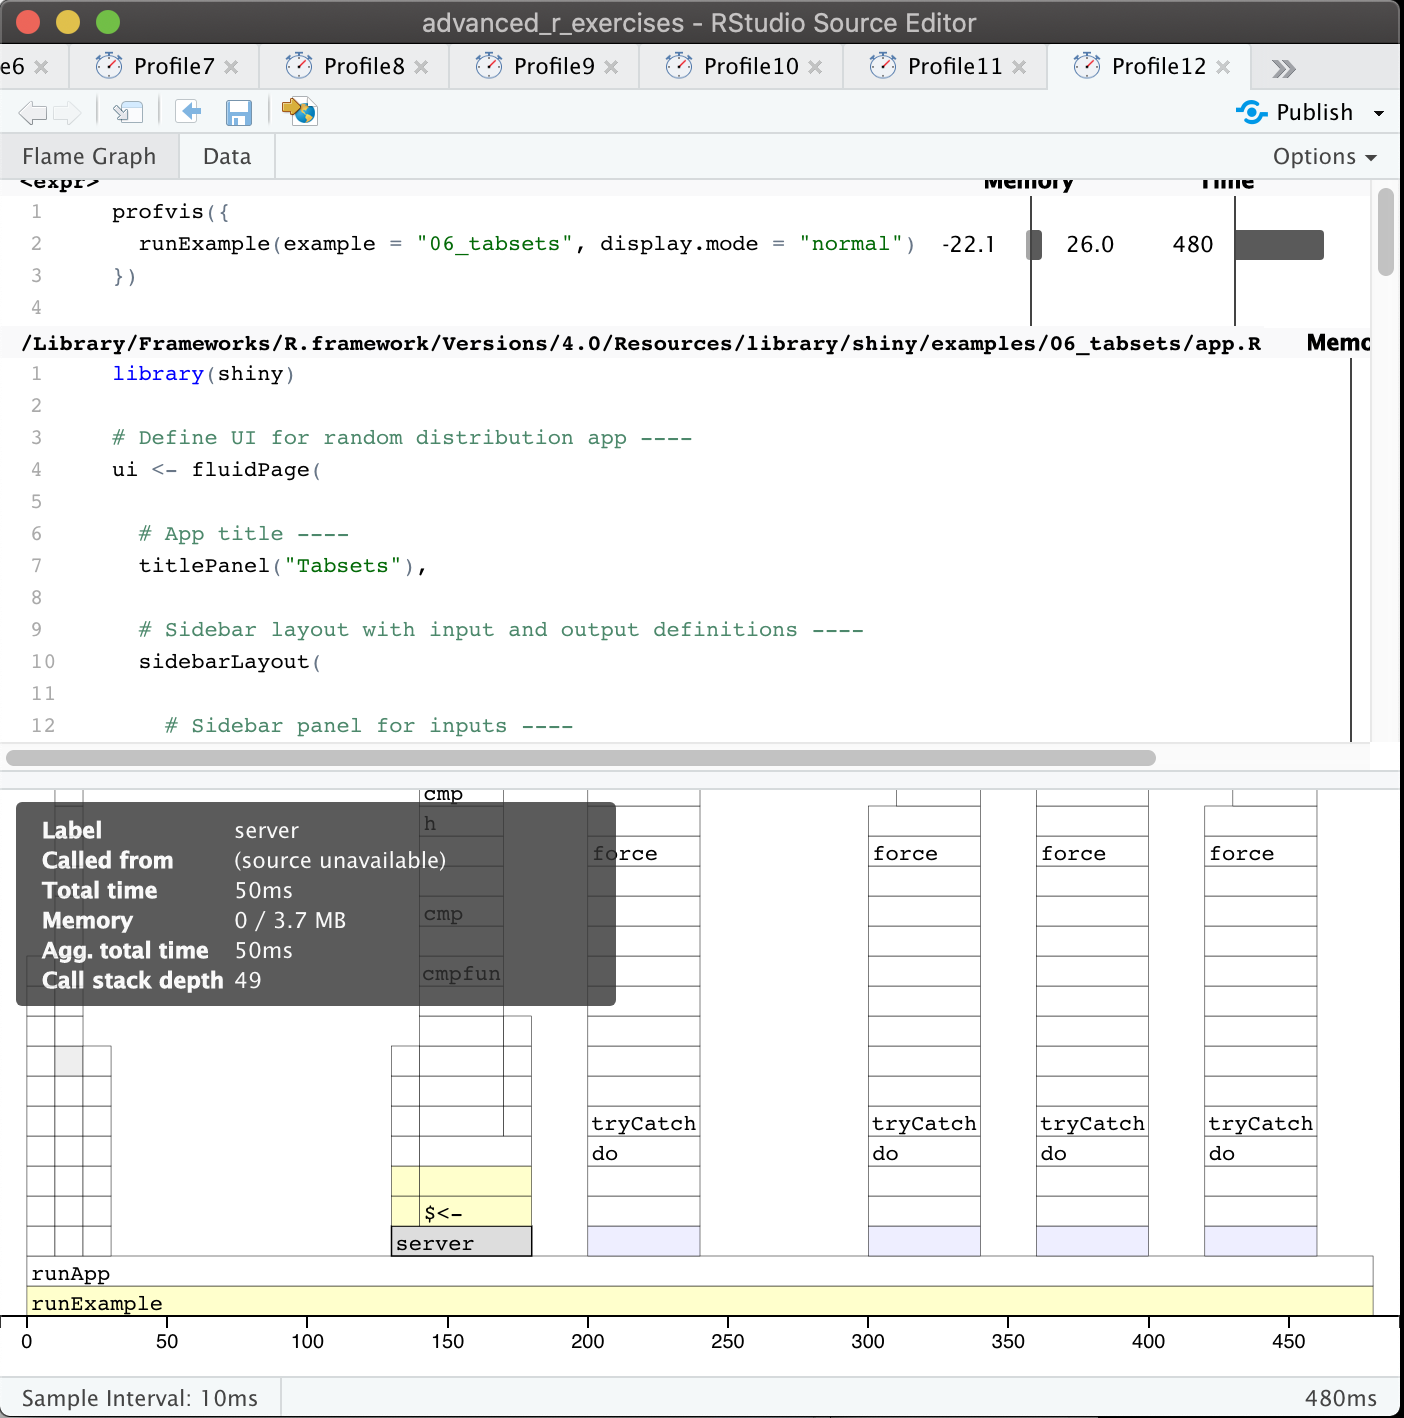 advanced_r_exercises - RStudio Source Editor
e6 Profile7 Profile8 Profile9 Profile10 Profile11 Profile12
Publish
Flame Graph Data Options
<expr> Memory Time
1 profvis({
2 runExample(example = "06_tabsets", display.mode = "normal") -22.1 26.0 480
3 })
4
/Library/Frameworks/R.framework/Versions/4.0/Resources/library/shiny/examples/06_tabsets/app.R Memo
1 library(shiny)
2
3 # Define UI for random distribution app ----
4 ui <- fluidPage(
5
6 # App title ----
7 titlePanel("Tabsets"),
8
9 # Sidebar layout with input and output definitions ----
10 sidebarLayout(
11
12 # Sidebar panel for inputs ----
cmp
h
Label server
Called from (source unavailable)
Total time 50ms
Memory 0 / 3.7 MB
Agg. total time 50ms
Call stack depth 49
force force force force
cmp
cmpfun
tryCatch tryCatch tryCatch tryCatch
do do do do
$<-
server
runApp
runExample
0 50 100 150 200 250 300 350 400 450
Sample Interval: 10ms 480ms